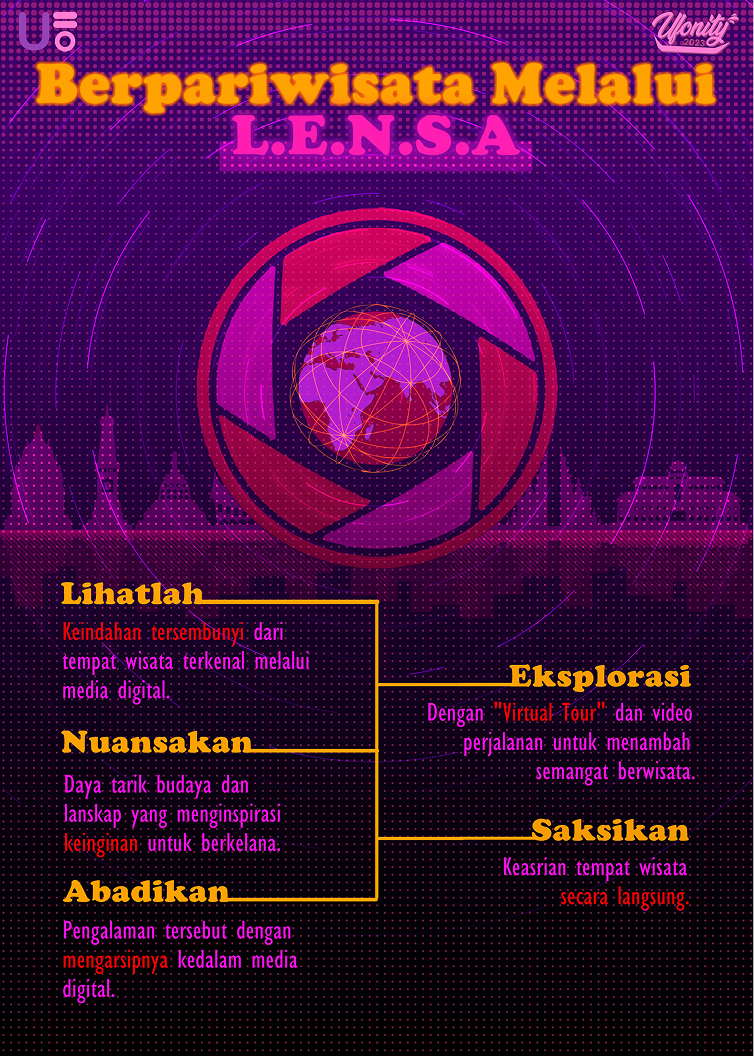 Ufonity
2023
Berpariwisata Melalui
L.E.N.S.A
Lihatlah
Keindahan tersembunyi dari
tempat wisata terkenal melalui
media digital.
Eksplorasi
Dengan "Virtual Tour" dan video
perjalanan untuk menambah
semangat berwisata.
Nuansakan
Daya tarik budaya dan
lanskap yang menginspirasi
keinginan untuk berkelana.
Saksikan
Keasrian tempat wisata
secara langsung.
Abadikan
Pengalaman tersebut dengan
mengarsipnya kedalam media
digital.